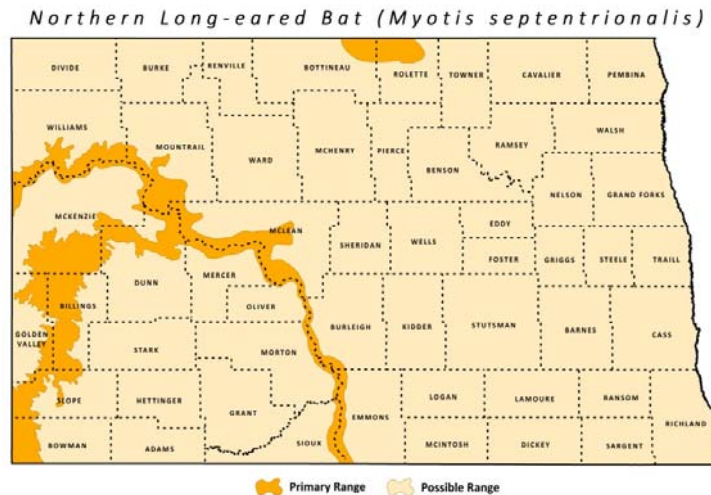 Northern Long-eared Bat (Myotis septentrionalis)
DIVIDE BURKE RENVILLE BOTTINEAU ROLETTE TOWNER CAVALIER PEMBINA
WILLIAMS MOUNTRAIL WARD MCHENRY PIERCE BENSON RAMSEY WALSH
MCKENZIE MCLEAN SHERIDAN WELLS EDDY NELSON GRAND FORKS
DUNN MERCER FOSTER GRIGGS STEELE TRAILL
BILLINGS OLIVER
GOLDEN
VALLEY
STARK MORTON BURLEIGH KIDDER STUTSMAN BARNES CASS
SLOPE HETTINGER GRANT EMMONS LOGAN LAMOURE RANSOM RICHLAND
BOWMAN ADAMS SIOUX MCINTOSH DICKEY SARGENT
Primary Range Possible Range